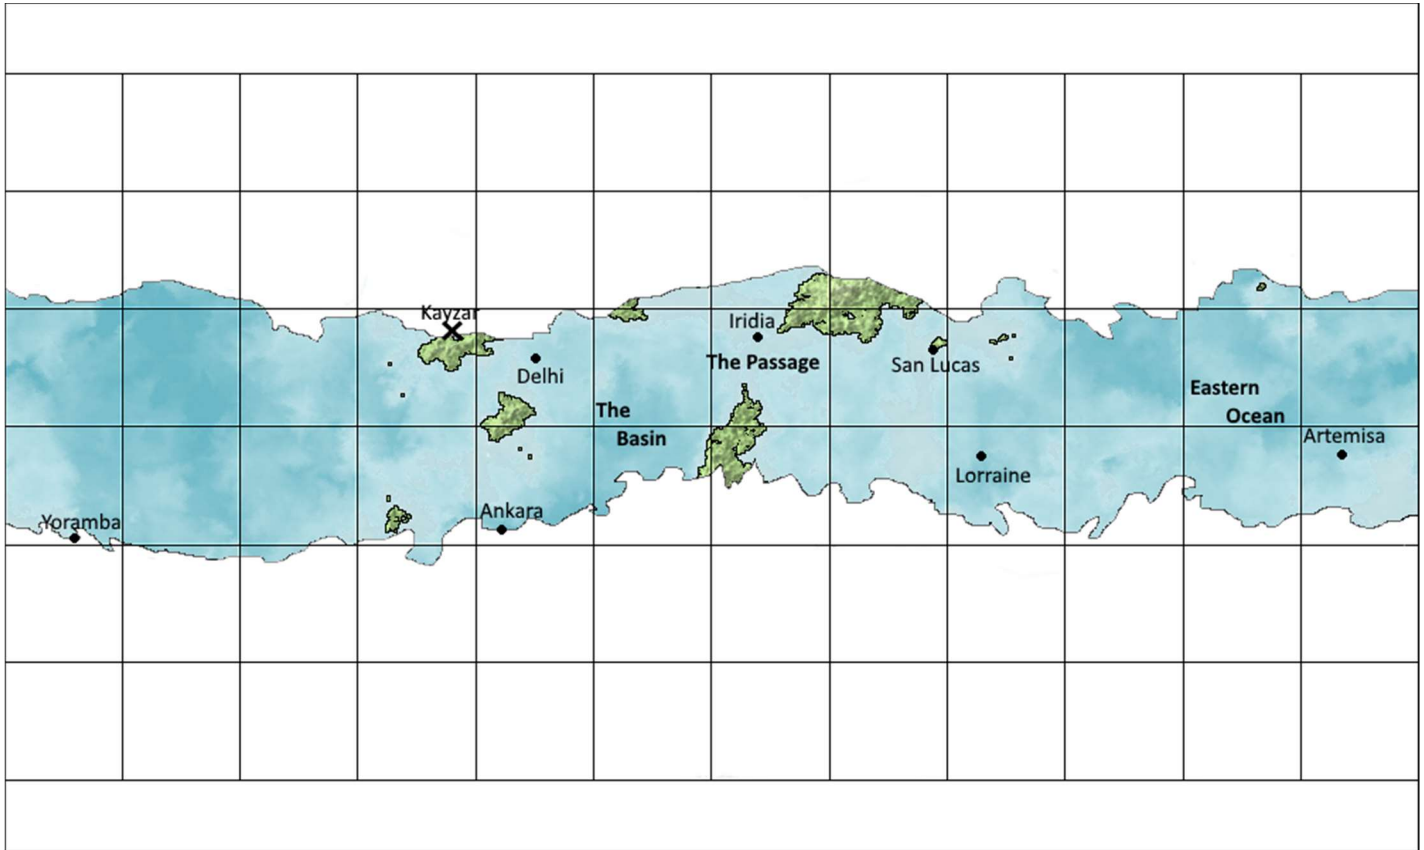 Kayzar
Iridia
The Passage
San Lucas
Delhi
Eastern
Ocean
The
Basin
Artemisa
Lorraine
Ankara
Yoramba